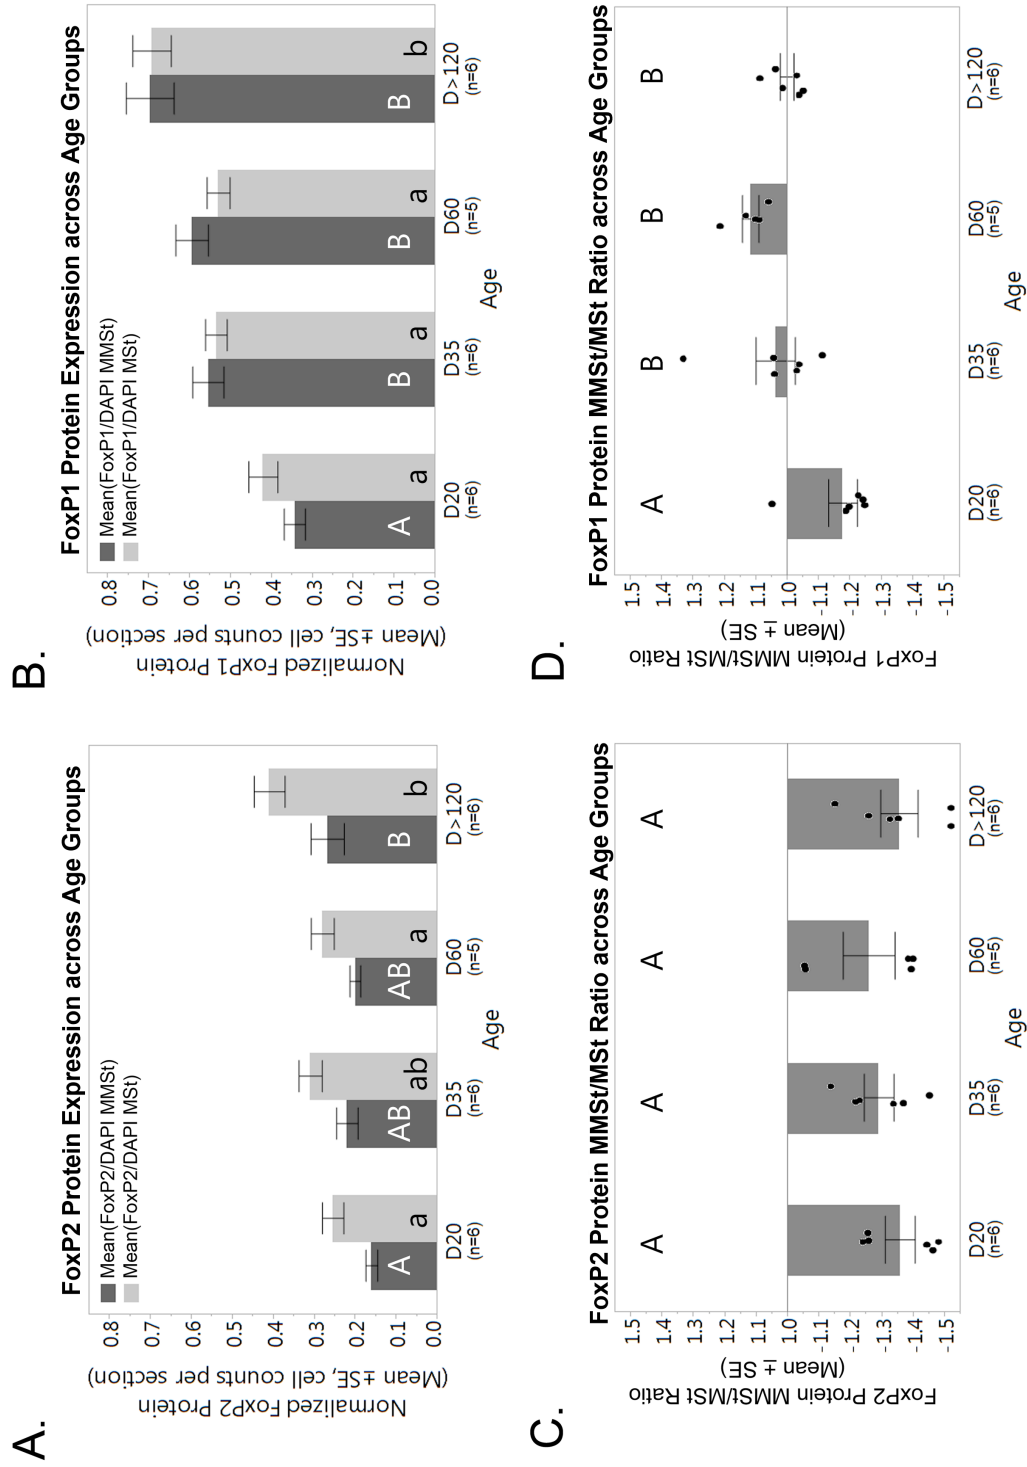 A.
FoxP2 Protein Expression across Age Groups
Normalized FoxP2 Protein
(Mean ±SE, cell counts per section)
0.8
0.7
0.6
0.5
0.4
0.3
0.2
0.1
0.0
Mean(FoxP2/DAPI MMSt)
Mean(FoxP2/DAPI MSt)
A a AB ab AB a B b
D20 D35 D60 D>120
(n=6) (n=6) (n=5) (n=6)
Age
B.
FoxP1 Protein Expression across Age Groups
Normalized FoxP1 Protein
(Mean ±SE, cell counts per section)
0.8
0.7
0.6
0.5
0.4
0.3
0.2
0.1
0.0
Mean(FoxP1/DAPI MMSt)
Mean(FoxP1/DAPI MSt)
A a B a B a B b
D20 D35 D60 D>120
(n=6) (n=6) (n=5) (n=6)
Age
C.
FoxP2 Protein MMSt/MSt Ratio across Age Groups
FoxP2 Protein MMSt/MSt Ratio
(Mean ± SE)
1.5
1.4
1.3
1.2
1.1
1.0
-1.1
-1.2
-1.3
-1.4
-1.5
A A A A
D20 D35 D60 D>120
(n=6) (n=6) (n=5) (n=6)
Age
D.
FoxP1 Protein MMSt/MSt Ratio across Age Groups
FoxP1 Protein MMSt/MSt Ratio
(Mean ± SE)
1.5
1.4
1.3
1.2
1.1
1.0
-1.1
-1.2
-1.3
-1.4
-1.5
A B B B
D20 D35 D60 D>120
(n=6) (n=6) (n=5) (n=6)
Age